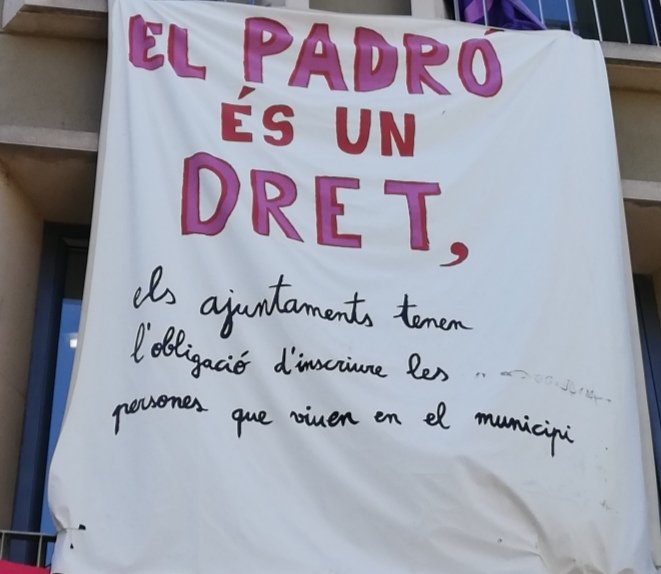 EL PADRÓ
ÉS UN
DRET,
els ajuntaments tenen
l'obligació d'inscriure les
persones que viuen en el municipi